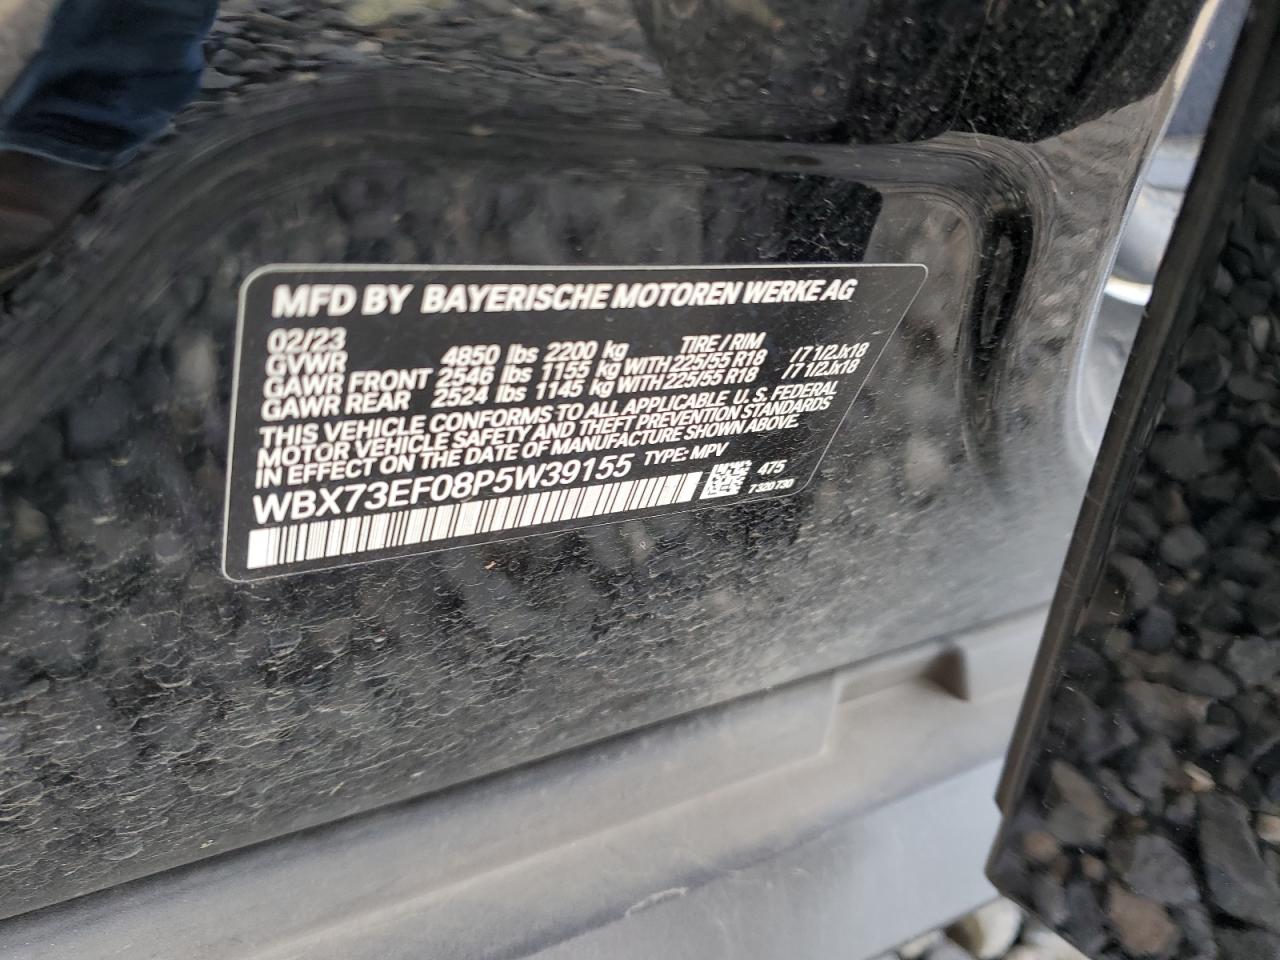 MFD BY BAYERISCHE MOTOREN WERKE AG
02/23 TIRE / RIM
GVWR 4850 lbs 2200 kg
GAWR FRONT 2546 lbs 1155 kg WITH 225/55 R18 / 7 1/2Jx18
GAWR REAR 2524 lbs 1145 kg WITH 225/55 R18 / 7 1/2Jx18
THIS VEHICLE CONFORMS TO ALL APPLICABLE U. S. FEDERAL
MOTOR VEHICLE SAFETY AND THEFT PREVENTION STANDARDS
IN EFFECT ON THE DATE OF MANUFACTURE SHOWN ABOVE.
WBX73EF08P5W39155 TYPE: MPV
475
7 320 730